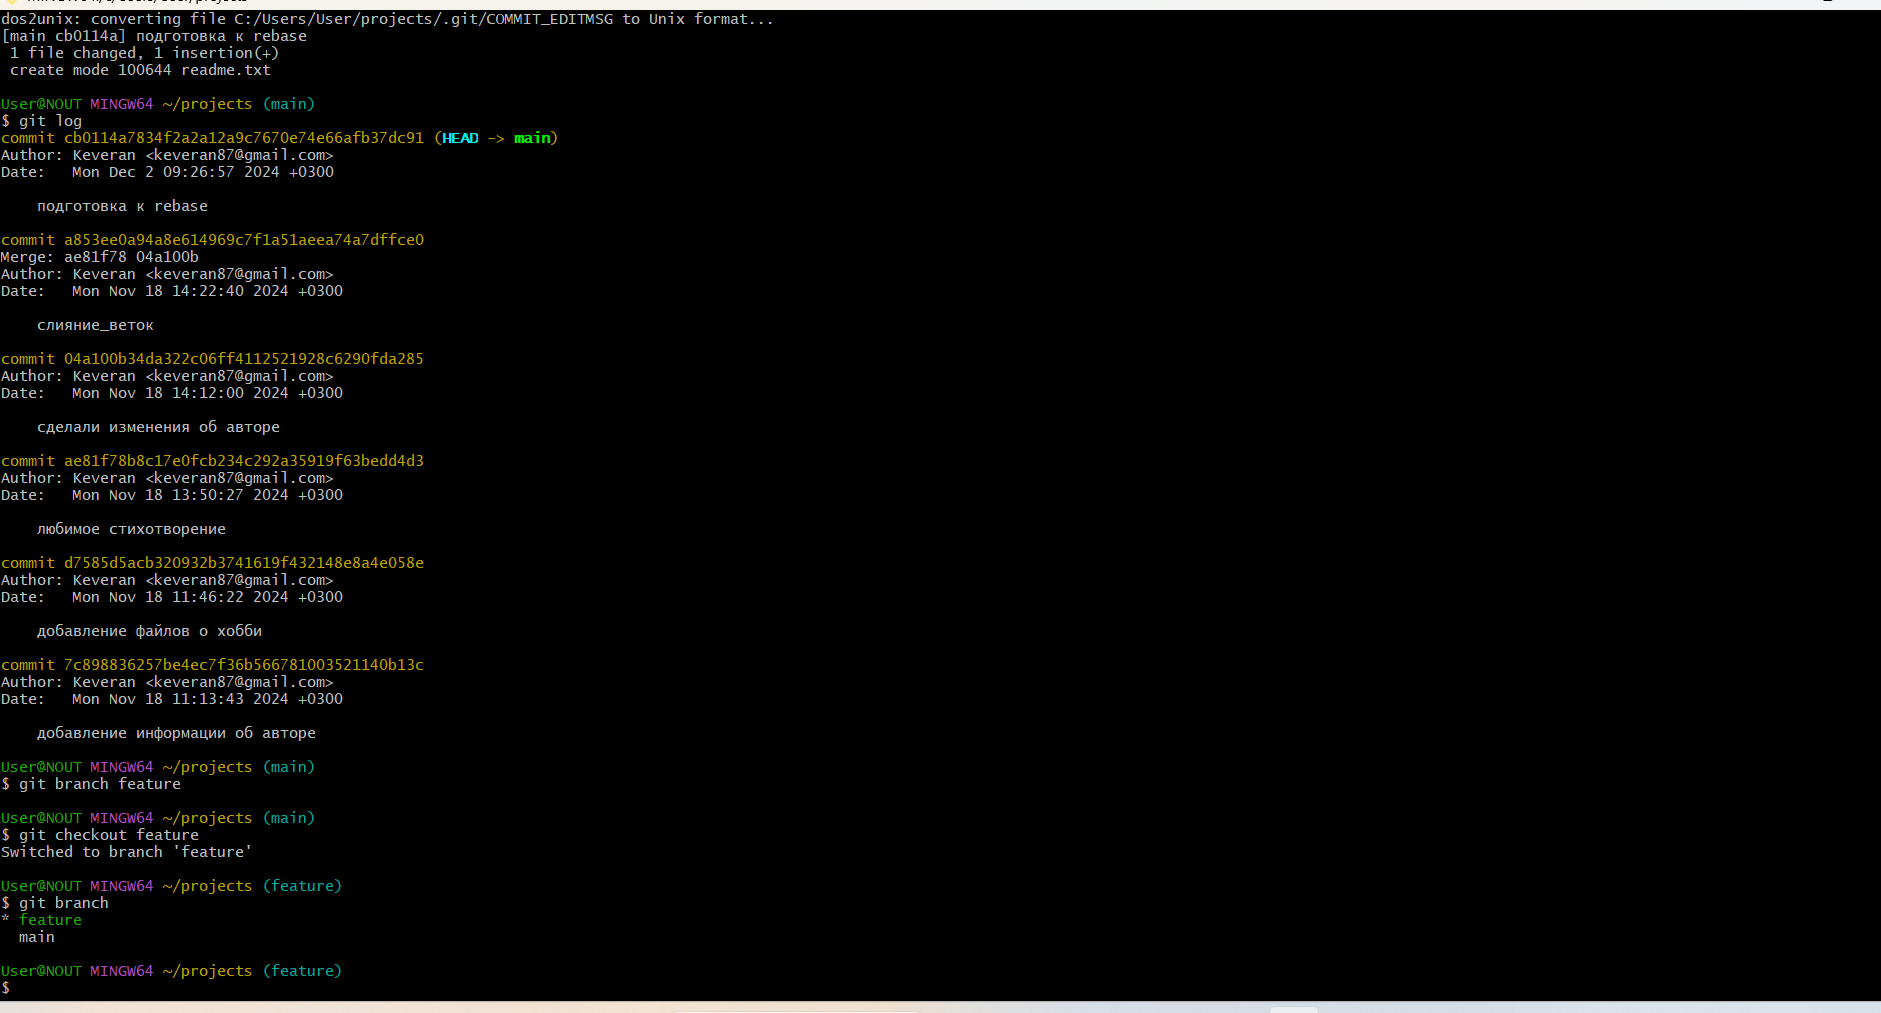 dos2unix: converting file C:/Users/User/projects/.git/COMMIT_EDITMSG to Unix format...
[main cb0114a] подготовка к rebase
 1 file changed, 1 insertion(+)
 create mode 100644 readme.txt
User@NOUT MINGW64 ~/projects (main)
$ git log
commit cb0114a7834f2a2a12a9c7670e74e66afb37dc91 (HEAD -> main)
Author: Keveran <keveran87@gmail.com>
Date:   Mon Dec 2 09:26:57 2024 +0300
    подготовка к rebase
commit a853ee0a94a8e614969c7f1a51aeea74a7dffce0
Merge: ae81f78 04a100b
Author: Keveran <keveran87@gmail.com>
Date:   Mon Nov 18 14:22:40 2024 +0300
    слияние_веток
commit 04a100b34da322c06ff4112521928c6290fda285
Author: Keveran <keveran87@gmail.com>
Date:   Mon Nov 18 14:12:00 2024 +0300
    сделали изменения об авторе
commit ae81f78b8c17e0fcb234c292a35919f63bedd4d3
Author: Keveran <keveran87@gmail.com>
Date:   Mon Nov 18 13:50:27 2024 +0300
    любимое стихотворение
commit d7585d5acb320932b3741619f432148e8a4e058e
Author: Keveran <keveran87@gmail.com>
Date:   Mon Nov 18 11:46:22 2024 +0300
    добавление файлов о хобби
commit 7c898836257be4ec7f36b566781003521140b13c
Author: Keveran <keveran87@gmail.com>
Date:   Mon Nov 18 11:13:43 2024 +0300
    добавление информации об авторе
User@NOUT MINGW64 ~/projects (main)
$ git branch feature
User@NOUT MINGW64 ~/projects (main)
$ git checkout feature
Switched to branch 'feature'
User@NOUT MINGW64 ~/projects (feature)
$ git branch
* feature
  main
User@NOUT MINGW64 ~/projects (feature)
$